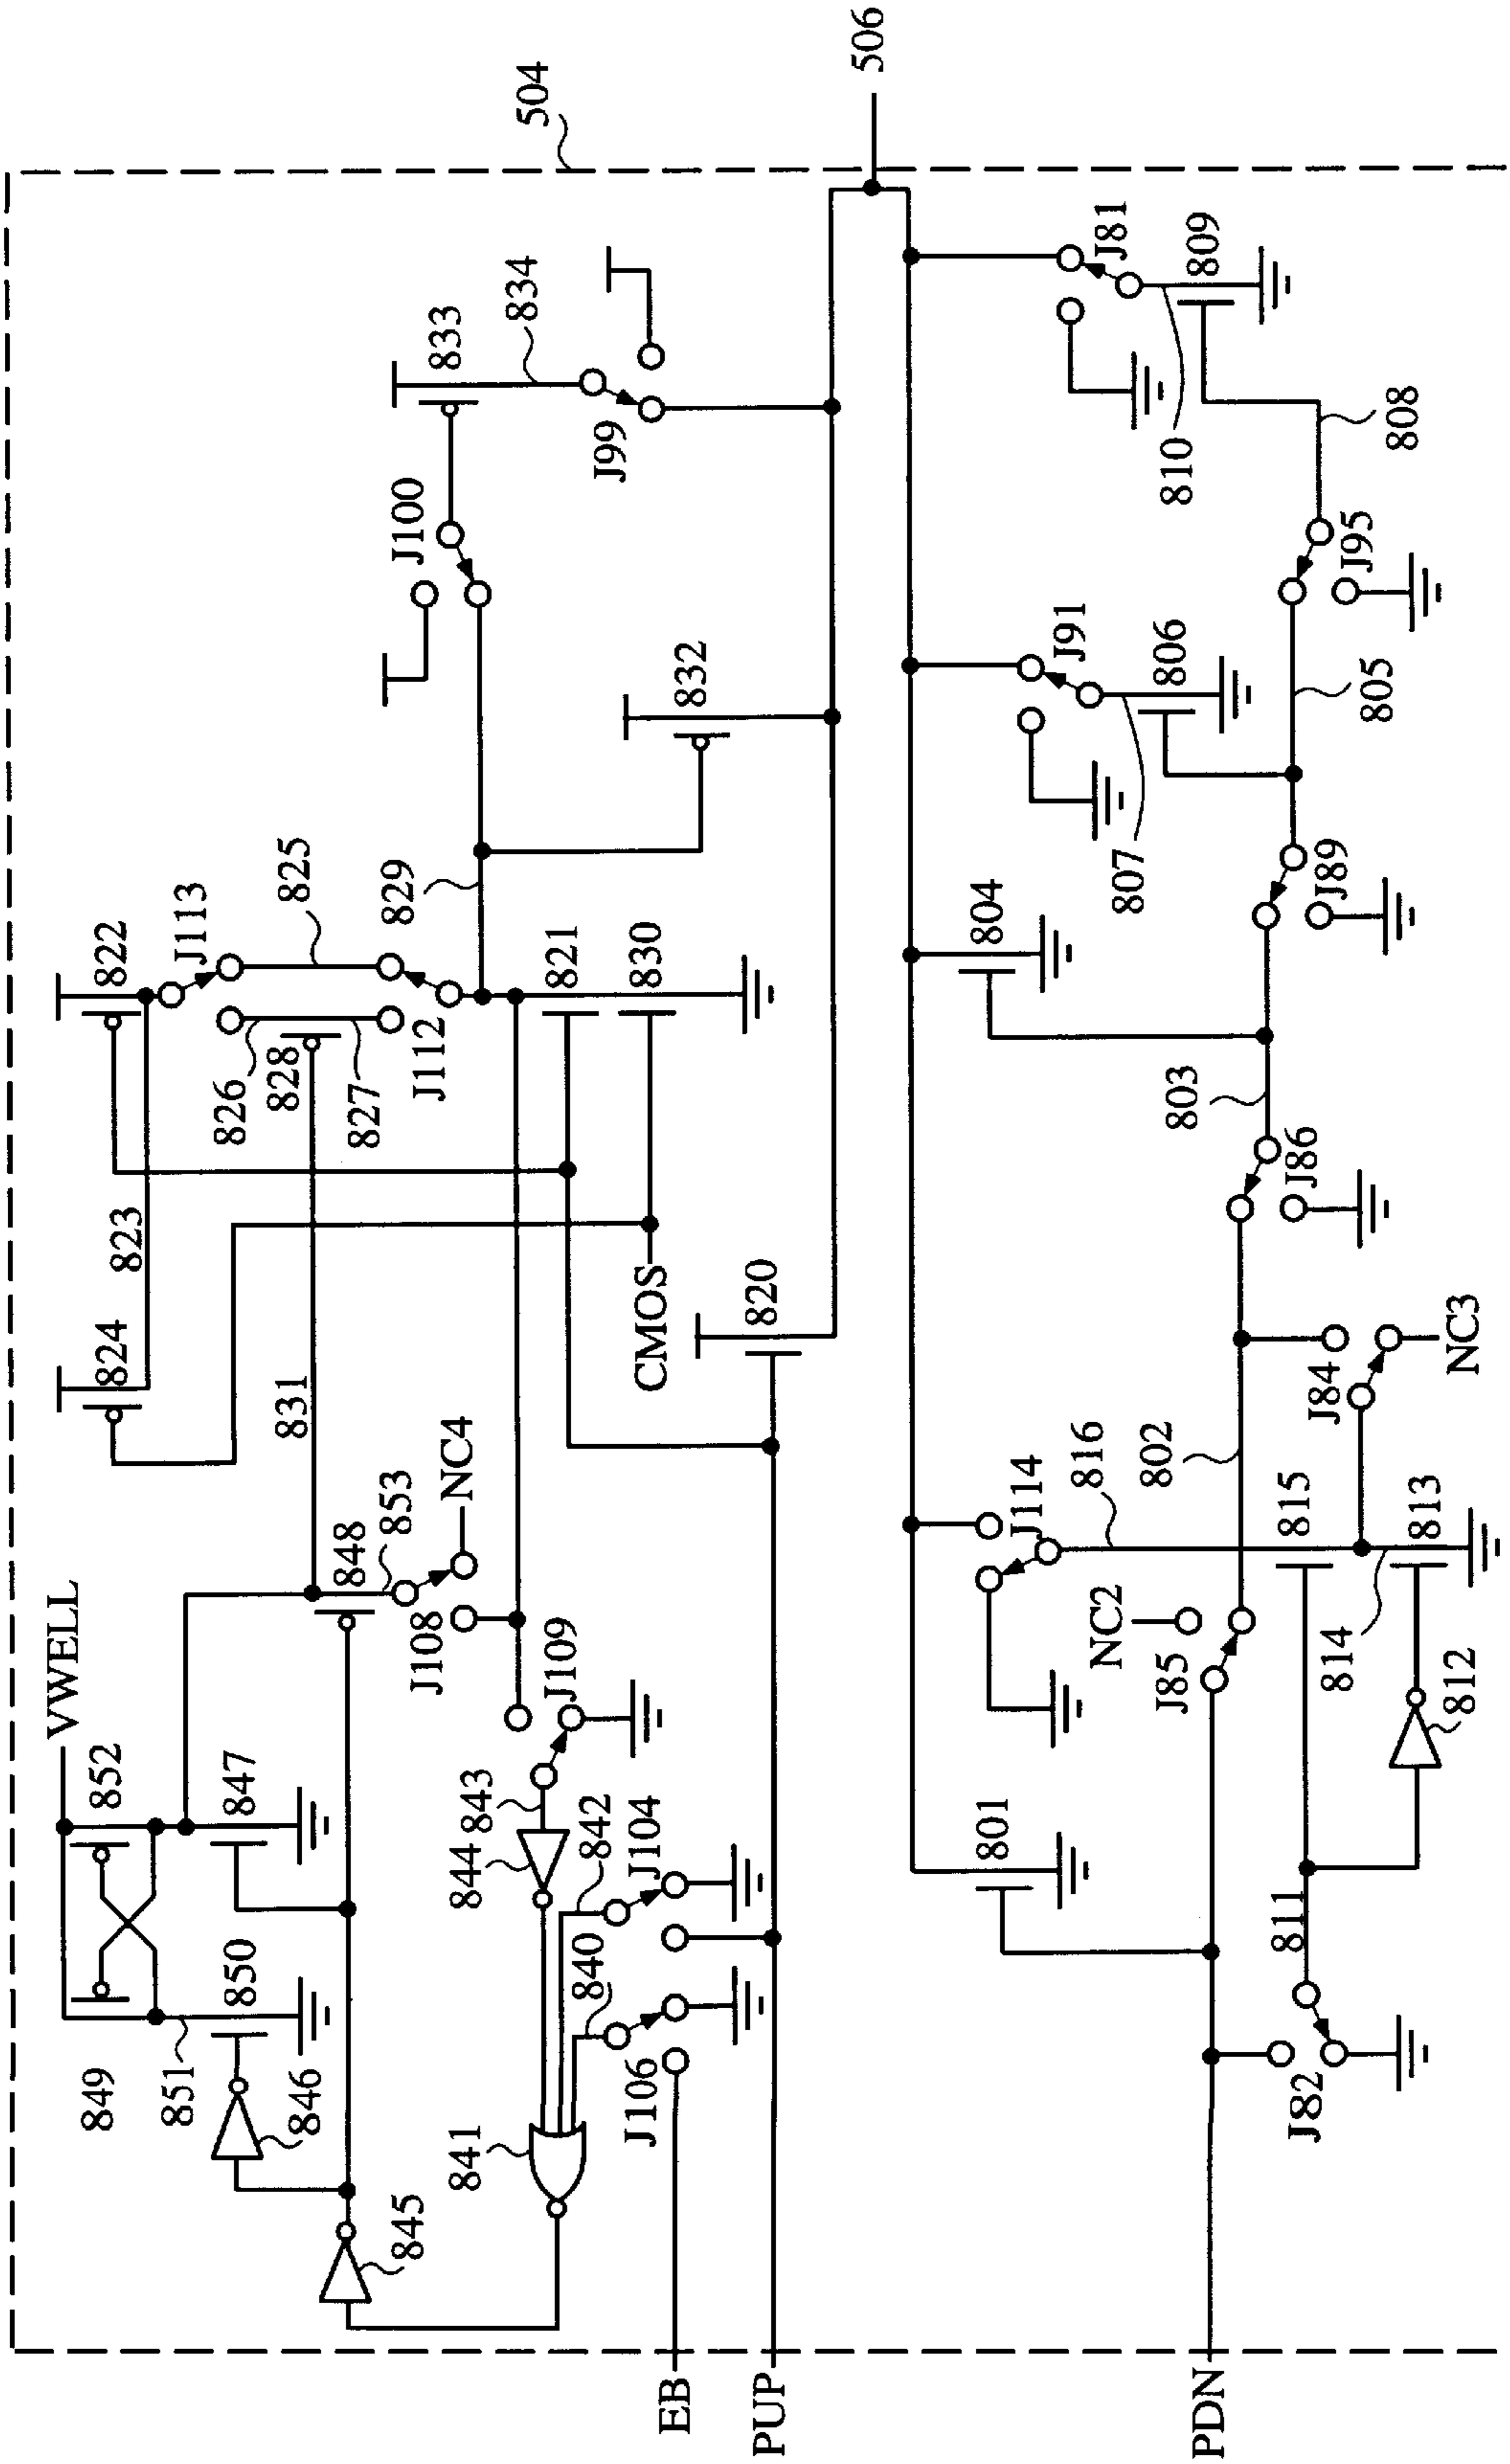 504
506
VWELL
849
852
851
850
847
846
845
848
853
J108
NC4
831
824
823
822
J113
825
826
828
827
J112
829
821
830
CMOS
J100
833
834
J99
832
820
J109
843
844
842
J104
840
841
J106
EB
PUP
PDN
801
J114
816
NC2
J85
802
815
813
814
812
811
J82
J84
NC3
J86
803
804
J89
805
J91
806
807
J95
808
J81
809
810